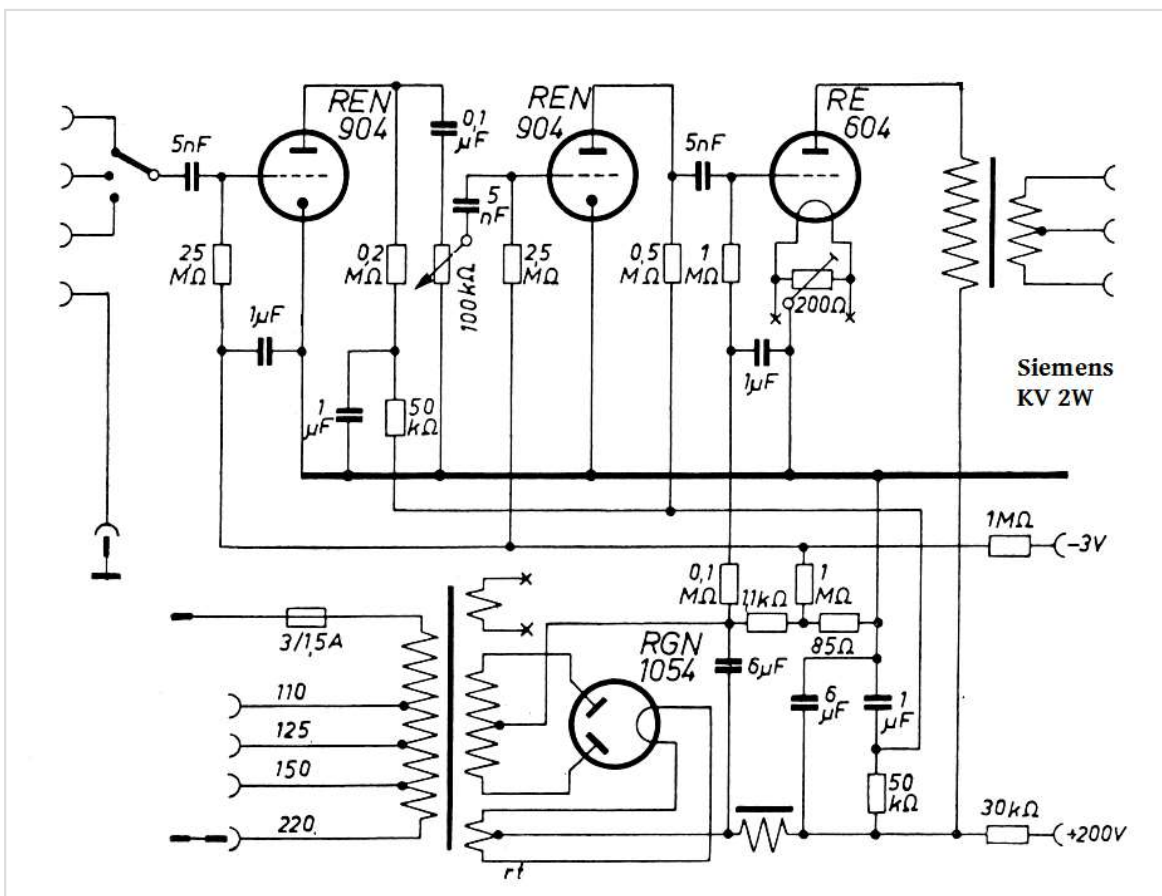 REN
904
0,1
µF
REN
904
RE
604
5nF
5
nF
5nF
25
MΩ
0,2
MΩ
100kΩ
2,5
MΩ
0,5
MΩ
1
MΩ
200Ω
1µF
1µF
1
µF
50
kΩ
Siemens
KV 2W
1MΩ
-3V
0,1
MΩ
1,1kΩ
1
MΩ
85Ω
3/1,5A
RGN
1054
6µF
6
µF
1
µF
110
125
150
220
50
kΩ
30kΩ
+200V
rt